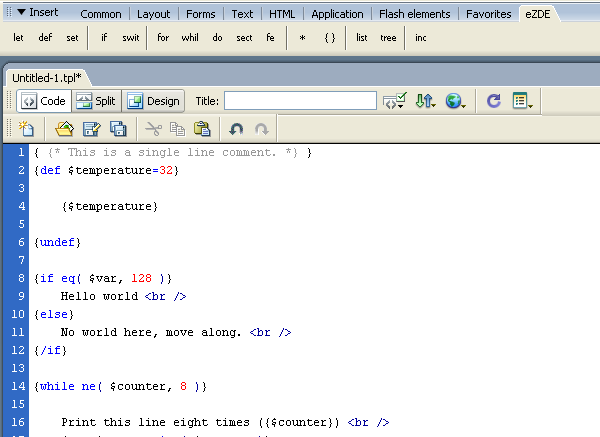 Insert Common Layout Forms Text HTML Application Flash elements Favorites eZDE
let def set if swit for whil do sect fe * { } list tree inc
Untitled-1.tpl*
Code Split Design Title:
1 { {* This is a single line comment. *} }
2 {def $temperature=32}
3
4 {$temperature}
5
6 {undef}
7
8 {if eq( $var, 128 )}
9 Hello world <br />
10 {else}
11 No world here, move along. <br />
12 {/if}
13
14 {while ne( $counter, 8 )}
15
16 Print this line eight times ({$counter}) <br />